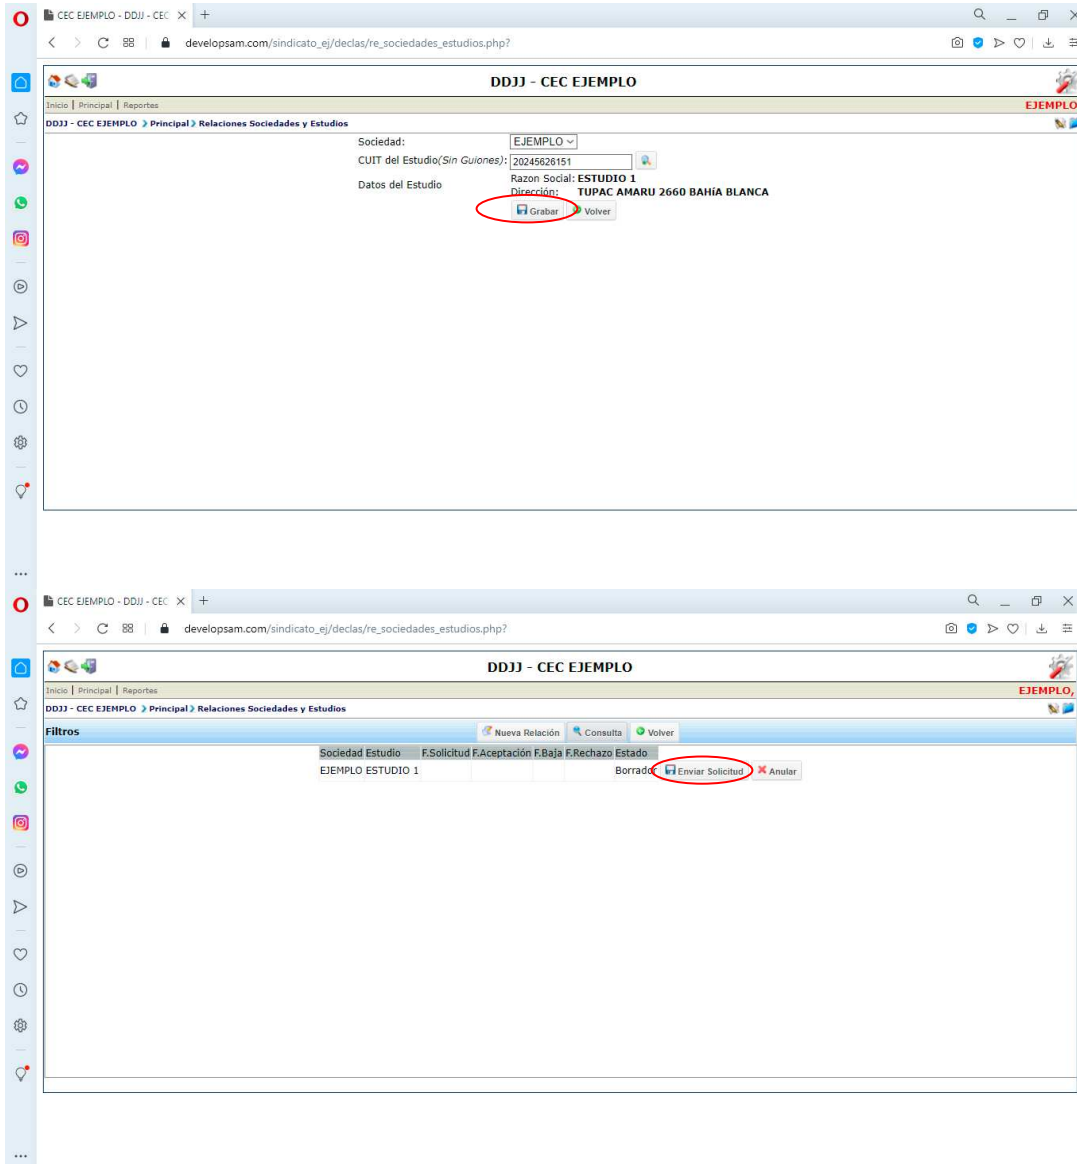 CEC EJEMPLO - DDJJ - CEC
developsam.com/sindicato_ej/declas/re_sociedades_estudios.php?
DDJJ - CEC EJEMPLO
Inicio | Principal | Reportes
EJEMPLO
DDJJ - CEC EJEMPLO > Principal > Relaciones Sociedades y Estudios
Sociedad: EJEMPLO
CUIT del Estudio(Sin Guiones): 20245626151
Datos del Estudio
Razon Social: ESTUDIO 1
Dirección: TUPAC AMARU 2660 BAHíA BLANCA
Grabar Volver
CEC EJEMPLO - DDJJ - CEC
developsam.com/sindicato_ej/declas/re_sociedades_estudios.php?
DDJJ - CEC EJEMPLO
Inicio | Principal | Reportes
EJEMPLO,
DDJJ - CEC EJEMPLO > Principal > Relaciones Sociedades y Estudios
Filtros Nueva Relación Consulta Volver
Sociedad Estudio F.Solicitud F.Aceptación F.Baja F.Rechazo Estado
EJEMPLO ESTUDIO 1 Borrador Enviar Solicitud Anular